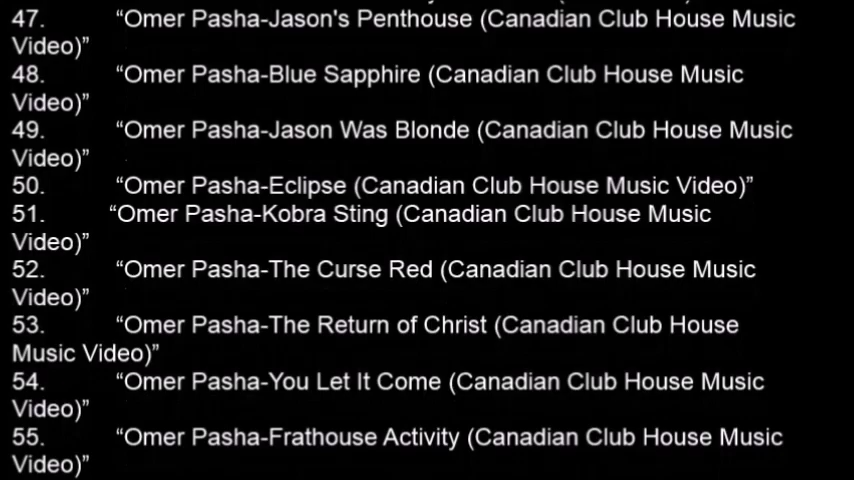 47. “Omer Pasha-Jason's Penthouse (Canadian Club House Music
Video)”
48. “Omer Pasha-Blue Sapphire (Canadian Club House Music
Video)”
49. “Omer Pasha-Jason Was Blonde (Canadian Club House Music
Video)”
50. “Omer Pasha-Eclipse (Canadian Club House Music Video)”
51. “Omer Pasha-Kobra Sting (Canadian Club House Music
Video)”
52. “Omer Pasha-The Curse Red (Canadian Club House Music
Video)”
53. “Omer Pasha-The Return of Christ (Canadian Club House
Music Video)”
54. “Omer Pasha-You Let It Come (Canadian Club House Music
Video)”
55. “Omer Pasha-Frathouse Activity (Canadian Club House Music
Video)”